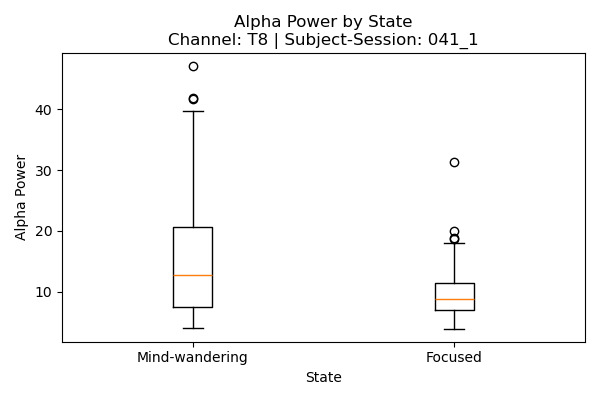 Alpha Power by State
Channel: T8 | Subject-Session: 041_1
Alpha Power
40
30
20
10
Mind-wandering
Focused
State